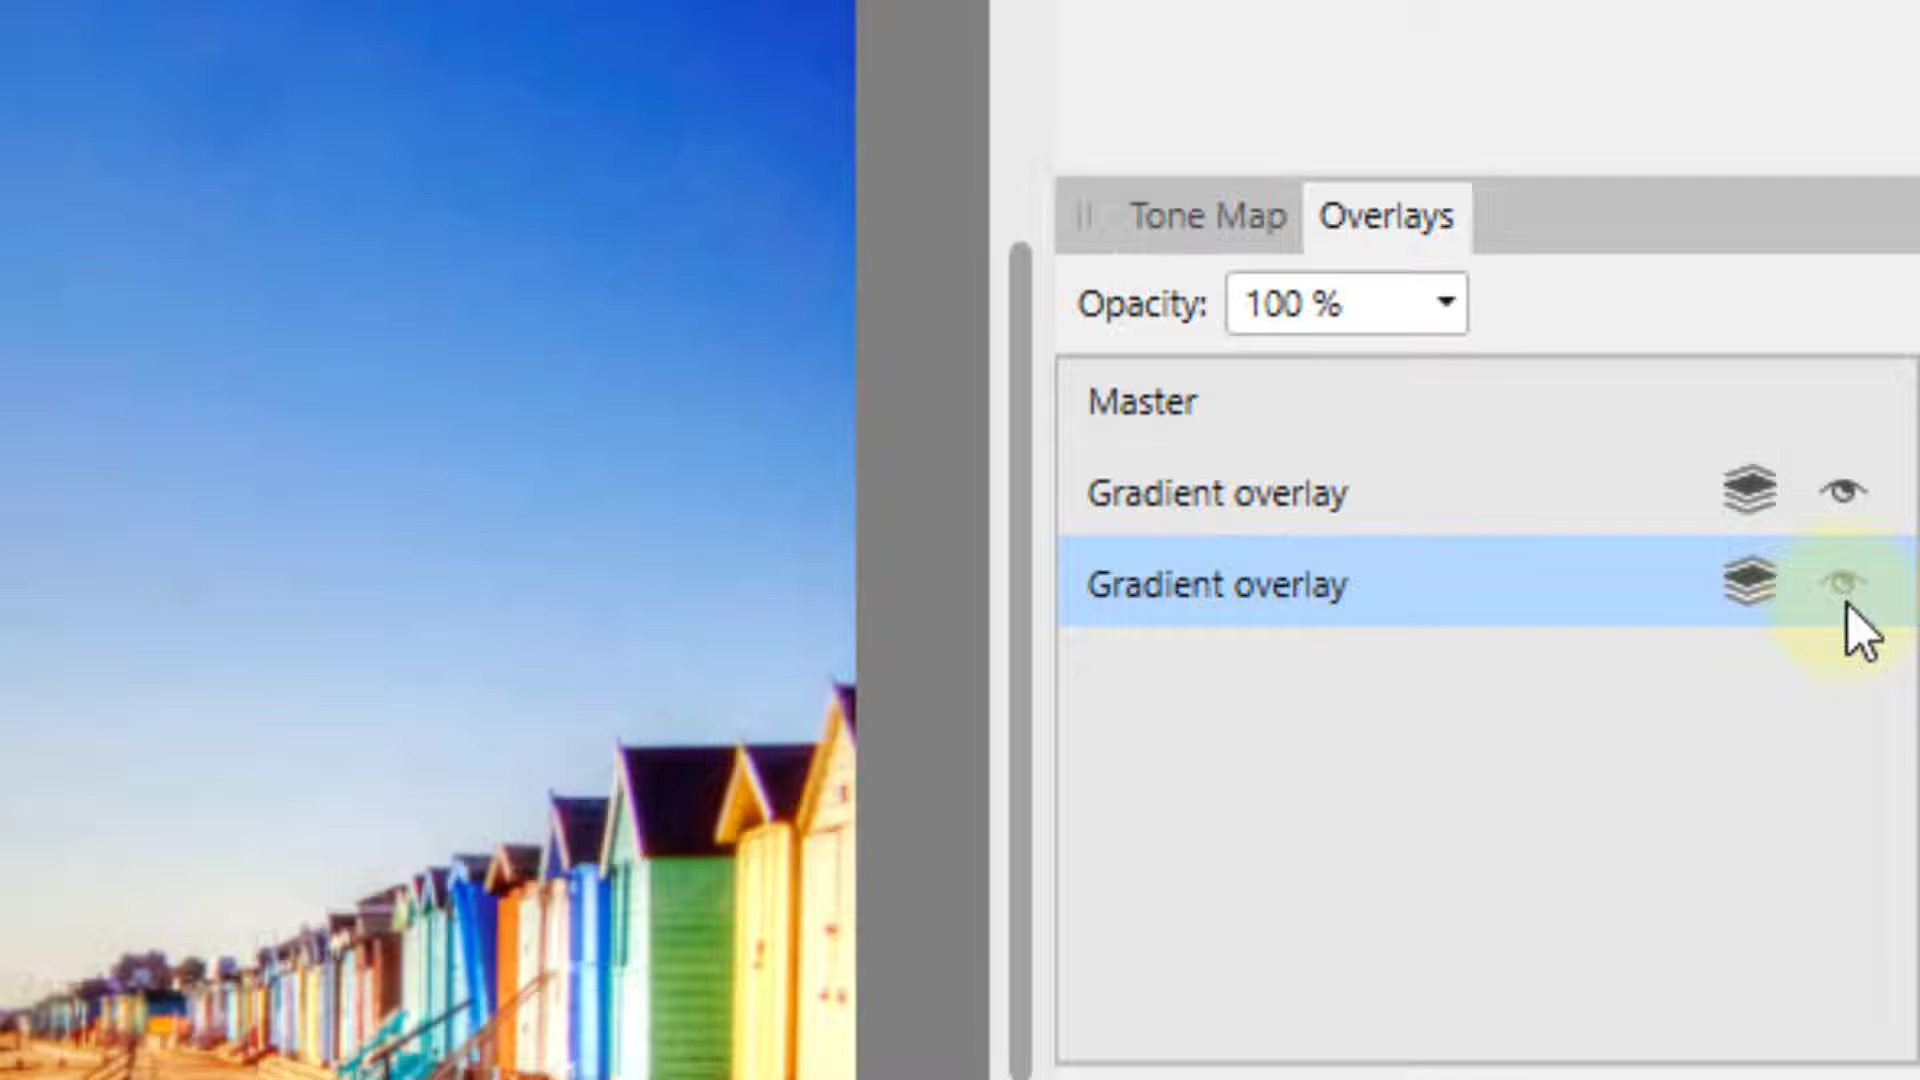 Tone Map Overlays
Opacity: 100 %
Master
Gradient overlay
Gradient overlay